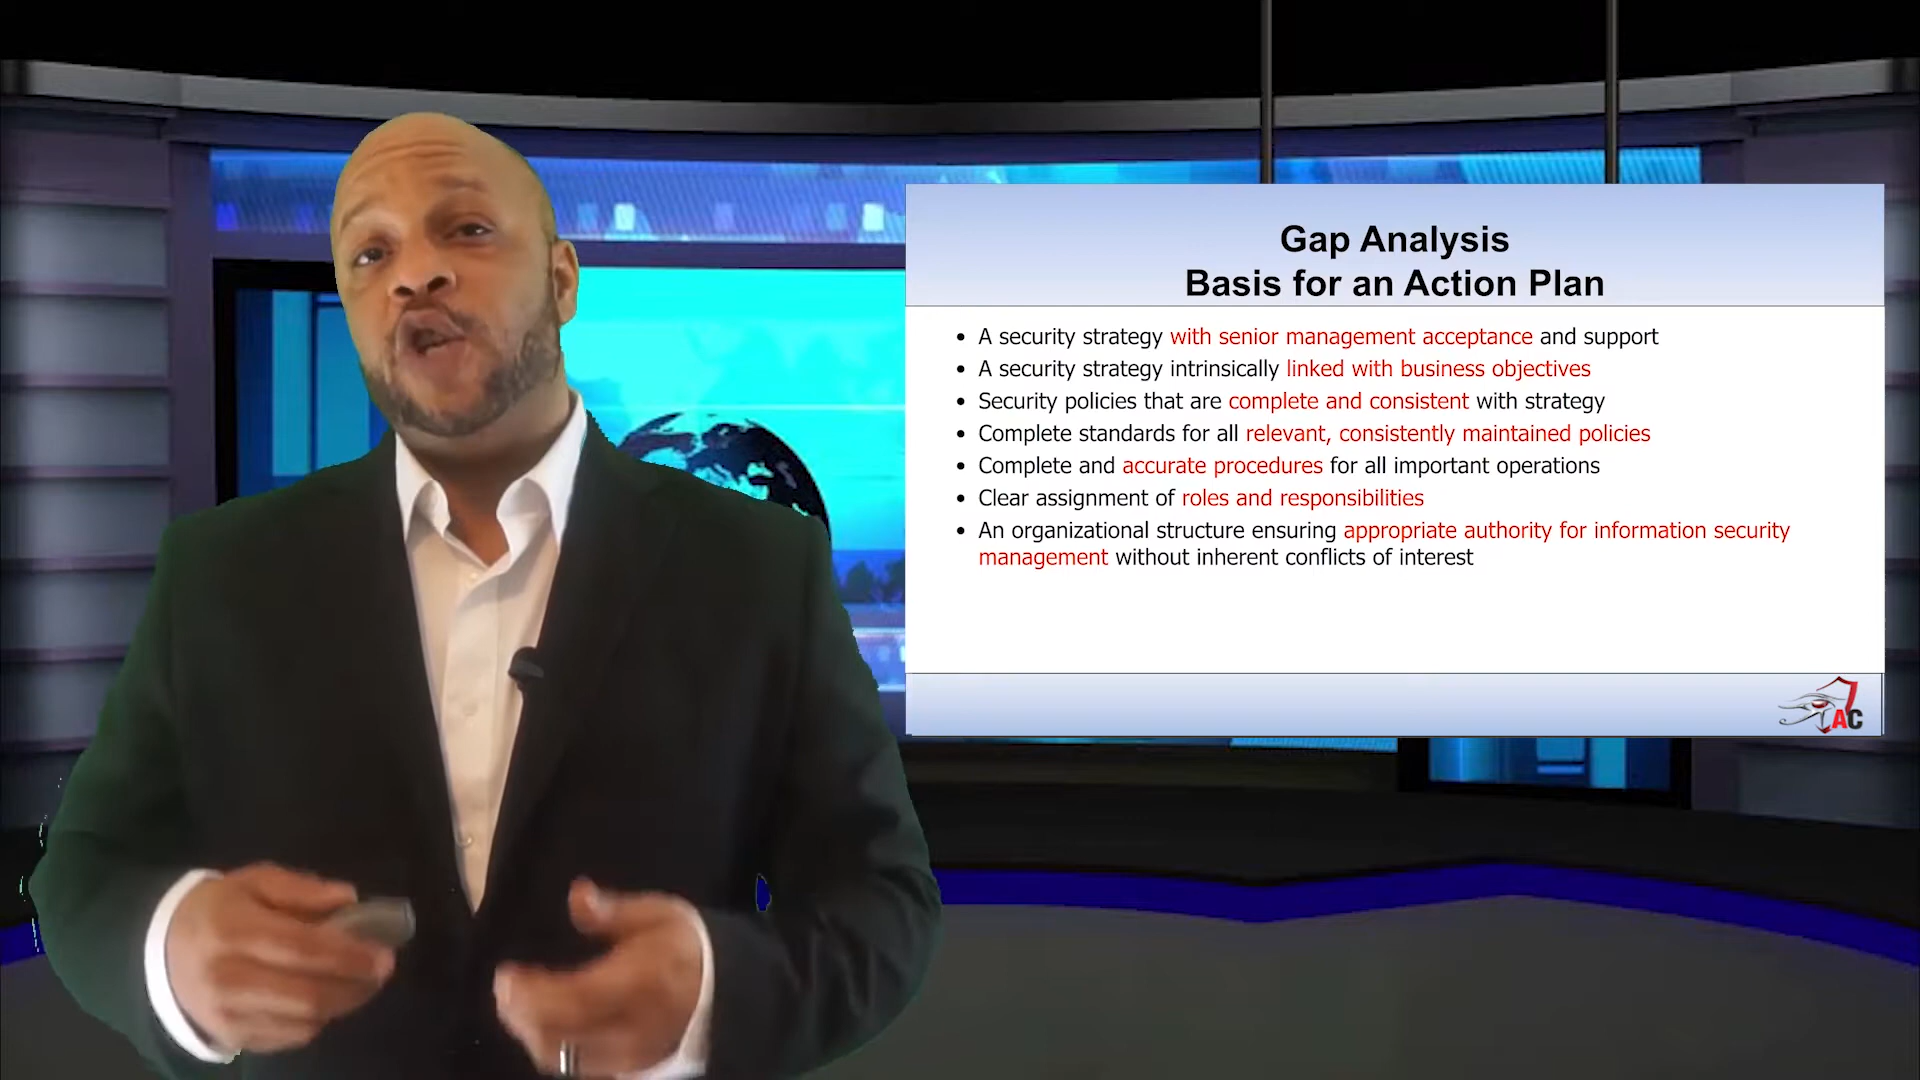 Gap Analysis
Basis for an Action Plan
• A security strategy with senior management acceptance and support
• A security strategy intrinsically linked with business objectives
• Security policies that are complete and consistent with strategy
• Complete standards for all relevant, consistently maintained policies
• Complete and accurate procedures for all important operations
• Clear assignment of roles and responsibilities
• An organizational structure ensuring appropriate authority for information security
management without inherent conflicts of interest
AC